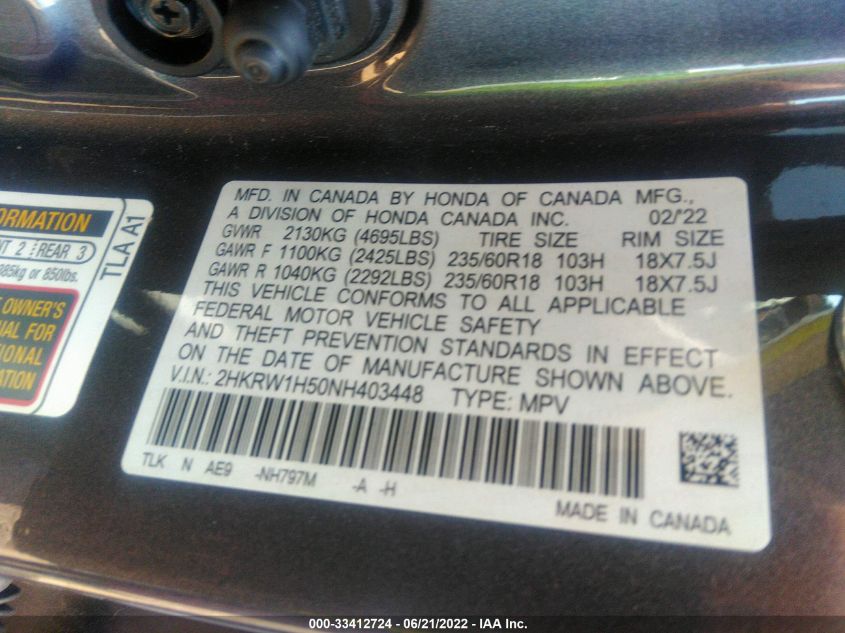 ORMATION
NT 2 REAR 3
385kg or 850lbs.
OWNER'S
AL FOR
IONAL
ATION
TLA A1
MFD. IN CANADA BY HONDA OF CANADA MFG.,
A DIVISION OF HONDA CANADA INC. 02/'22
GVWR 2130KG (4695LBS) TIRE SIZE RIM SIZE
GAWR F 1100KG (2425LBS) 235/60R18 103H 18X7.5J
GAWR R 1040KG (2292LBS) 235/60R18 103H 18X7.5J
THIS VEHICLE CONFORMS TO ALL APPLICABLE
FEDERAL MOTOR VEHICLE SAFETY
AND THEFT PREVENTION STANDARDS IN EFFECT
ON THE DATE OF MANUFACTURE SHOWN ABOVE.
V.I.N.: 2HKRW1H50NH403448 TYPE: MPV
TLK N AE9 -NH797M -A -H
MADE IN CANADA
000-33412724 - 06/21/2022 - IAA Inc.